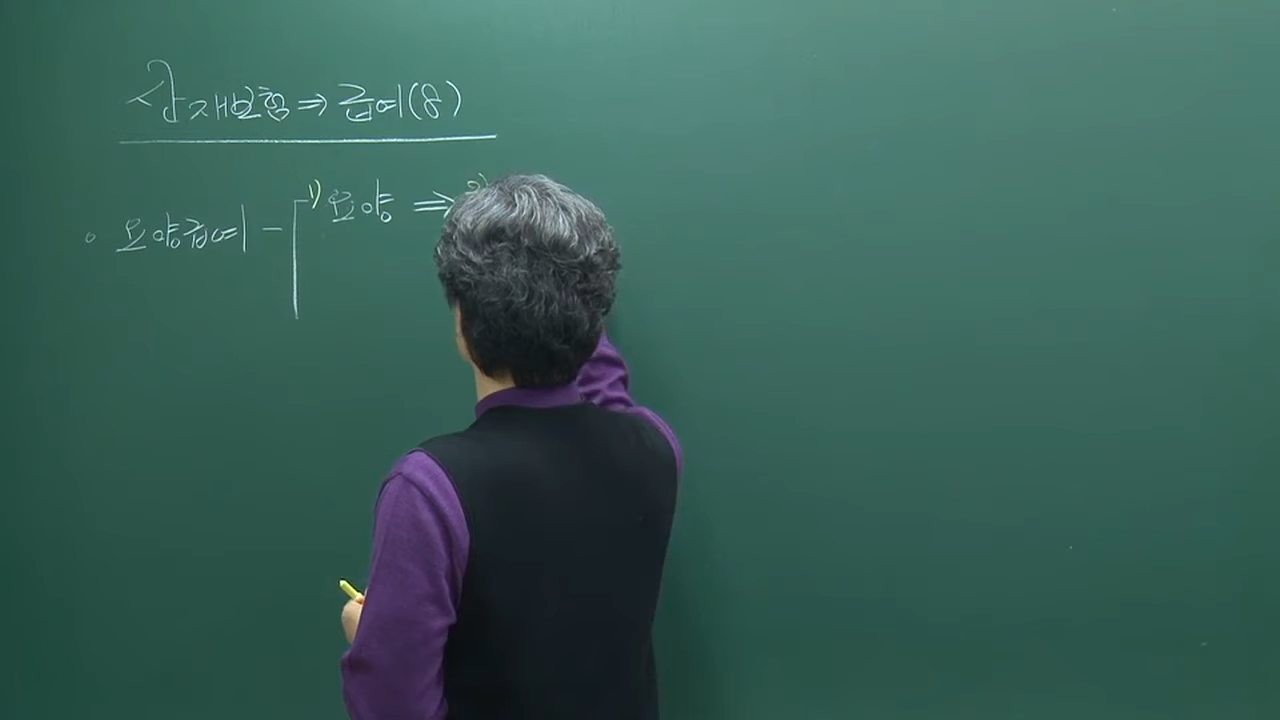 산재보험 ⇒ 급여(8)
1) 요양 ⇒
○ 요양급여 -